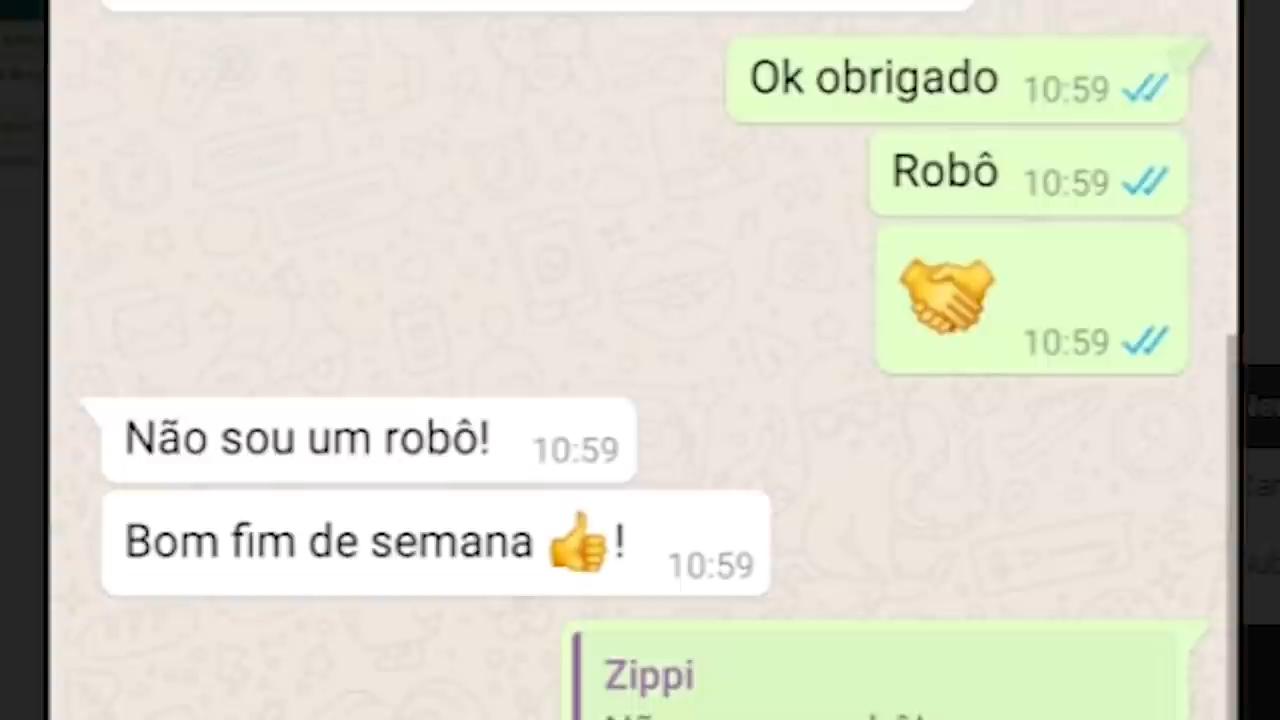 Ok obrigado 10:59
Robô 10:59
🤝 10:59
Não sou um robô! 10:59
Bom fim de semana 👍! 10:59
Zippi